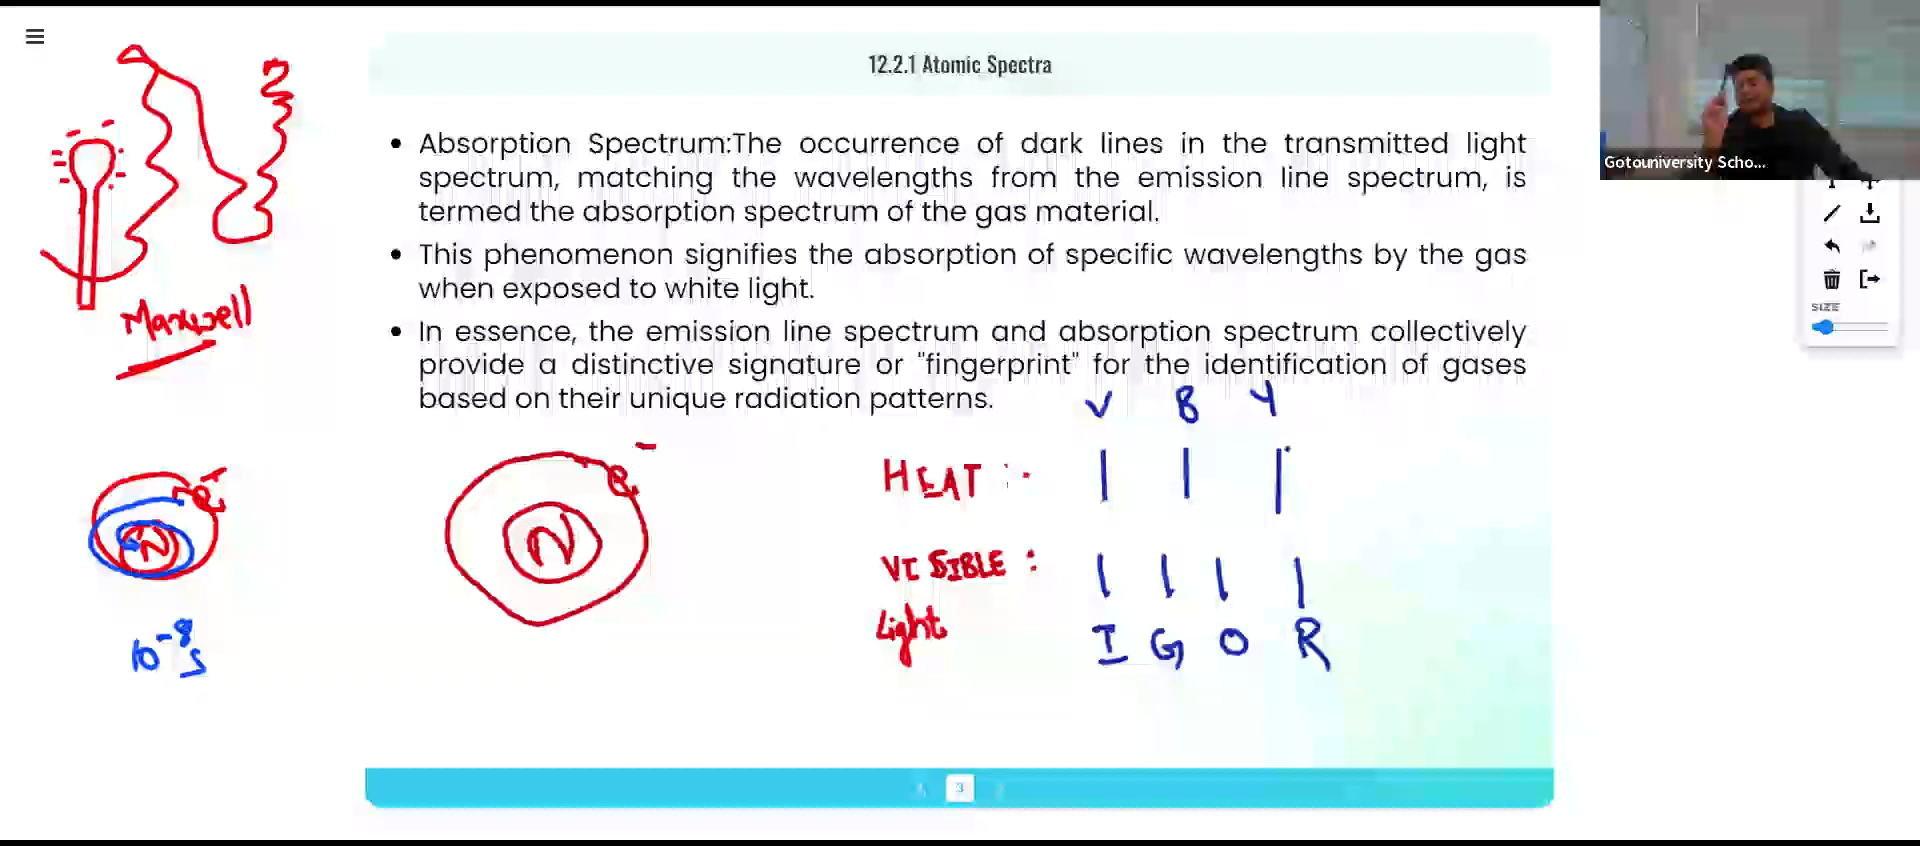 12.2.1 Atomic Spectra
Gotouniversity Scho...
• Absorption Spectrum:The occurrence of dark lines in the transmitted light
spectrum, matching the wavelengths from the emission line spectrum, is
termed the absorption spectrum of the gas material.
• This phenomenon signifies the absorption of specific wavelengths by the gas
when exposed to white light.
• In essence, the emission line spectrum and absorption spectrum collectively
provide a distinctive signature or "fingerprint" for the identification of gases
based on their unique radiation patterns.
SIZE
Maxwell
V B Y
HEAT :
VISIBLE :
Light
I G O R
e-
N
e-
N
10-8 s
3